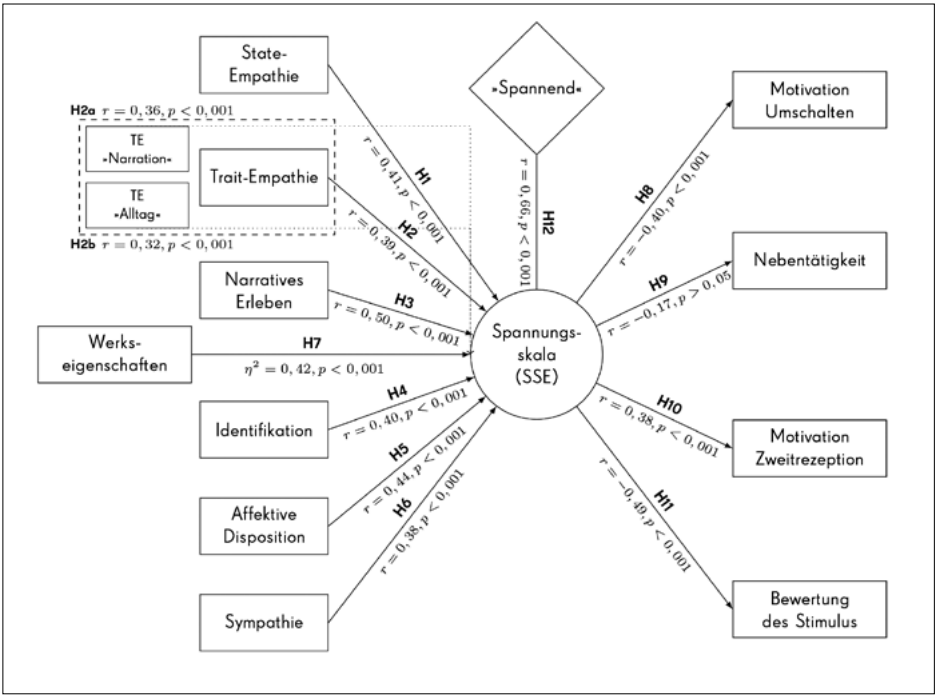 State-
Empathie
H2a r = 0, 36, p < 0, 001
TE
»Narration«
TE
»Alltag«
Trait-Empathie
H2b r = 0, 32, p < 0, 001
Narratives
Erleben
Werks-
eigenschaften
Identifikation
Affektive
Disposition
Sympathie
H1
r = 0, 41, p < 0, 001
H2
r = 0, 39, p < 0, 001
H3
r = 0, 50, p < 0, 001
H7
η² = 0, 42, p < 0, 001
H4
r = 0, 40, p < 0, 001
H5
r = 0, 44, p < 0, 001
H6
r = 0, 38, p < 0, 001
»Spannend«
H12
r = 0, 66, p < 0, 001
Spannungs-
skala
(SSE)
H8
r = −0, 40, p < 0, 001
H9
r = −0, 17, p > 0, 05
H10
r = 0, 38, p < 0, 001
H11
r = −0, 49, p < 0, 001
Motivation
Umschalten
Nebentätigkeit
Motivation
Zweitrezeption
Bewertung
des Stimulus